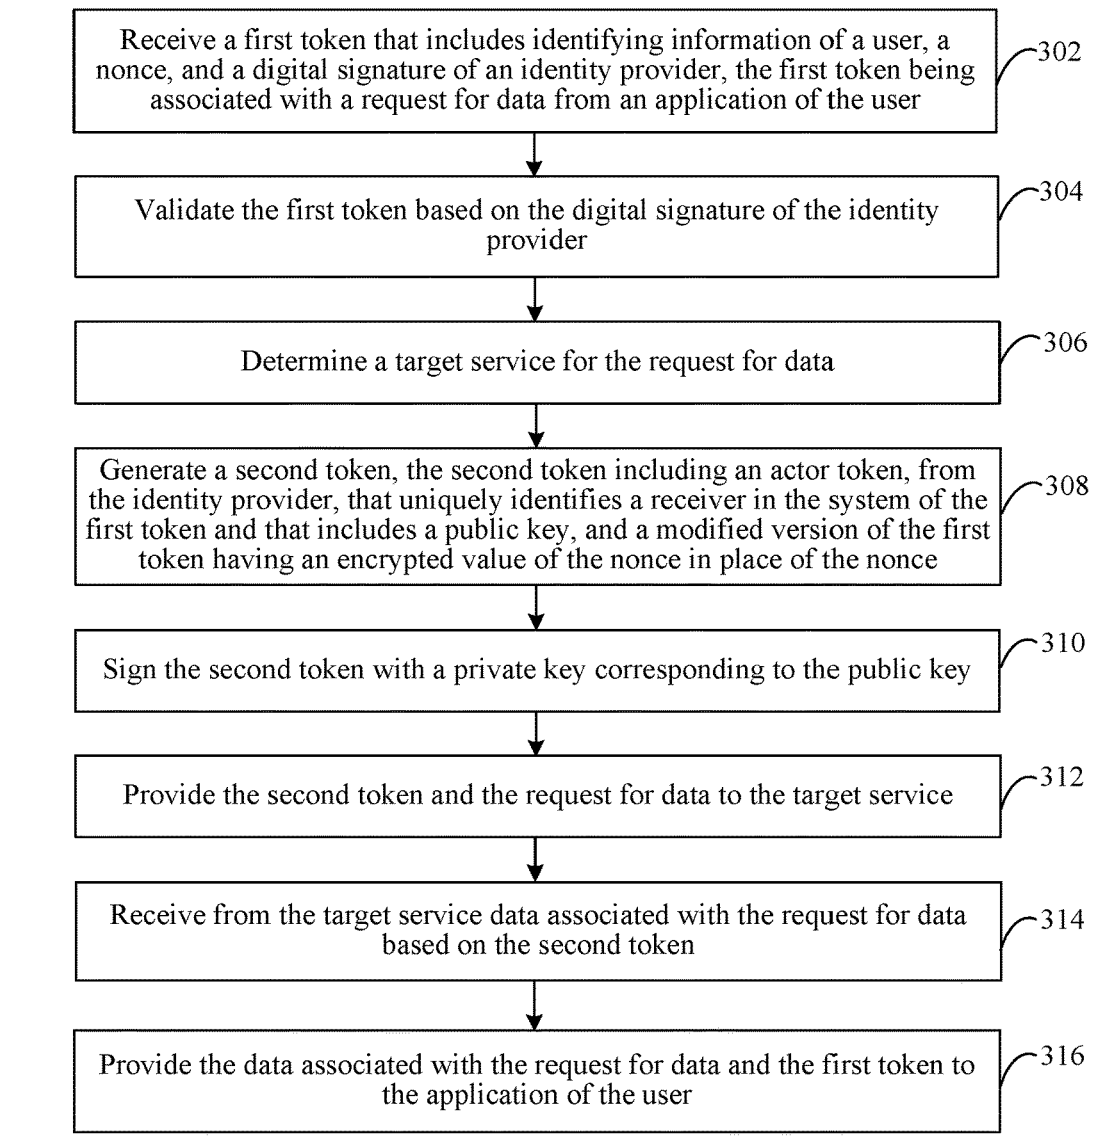 Receive a first token that includes identifying information of a user, a
nonce, and a digital signature of an identity provider, the first token being
associated with a request for data from an application of the user
302
Validate the first token based on the digital signature of the identity
provider
304
Determine a target service for the request for data
306
Generate a second token, the second token including an actor token, from
the identity provider, that uniquely identifies a receiver in the system of the
first token and that includes a public key, and a modified version of the first
token having an encrypted value of the nonce in place of the nonce
308
Sign the second token with a private key corresponding to the public key
310
Provide the second token and the request for data to the target service
312
Receive from the target service data associated with the request for data
based on the second token
314
Provide the data associated with the request for data and the first token to
the application of the user
316